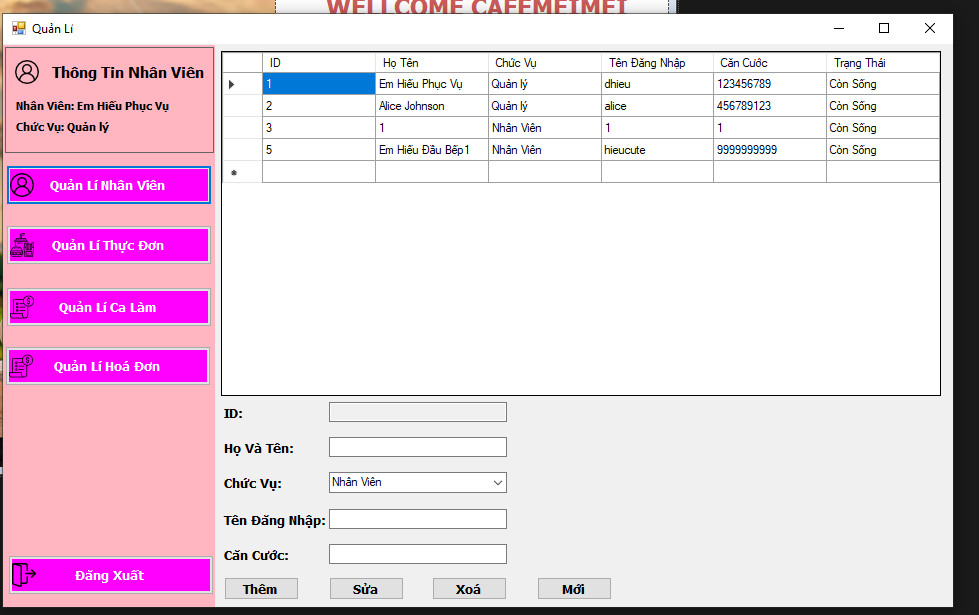 WELLCOME CAFEMEIMEI
Quản Lí
Thông Tin Nhân Viên
Nhân Viên: Em Hiếu Phục Vụ
Chức Vụ: Quản lý
Quản Lí Nhân Viên
Quản Lí Thực Đơn
Quản Lí Ca Làm
Quản Lí Hoá Đơn
Đăng Xuất
ID Họ Tên Chức Vụ Tên Đăng Nhập Căn Cước Trạng Thái
1 Em Hiếu Phục Vụ Quản lý dhieu 123456789 Còn Sống
2 Alice Johnson Quản lý alice 456789123 Còn Sống
3 1 Nhân Viên 1 1 Còn Sống
5 Em Hiếu Đầu Bếp1 Nhân Viên hieucute 9999999999 Còn Sống
ID:
Họ Và Tên:
Chức Vụ: Nhân Viên
Tên Đăng Nhập:
Căn Cước:
Thêm Sửa Xoá Mới